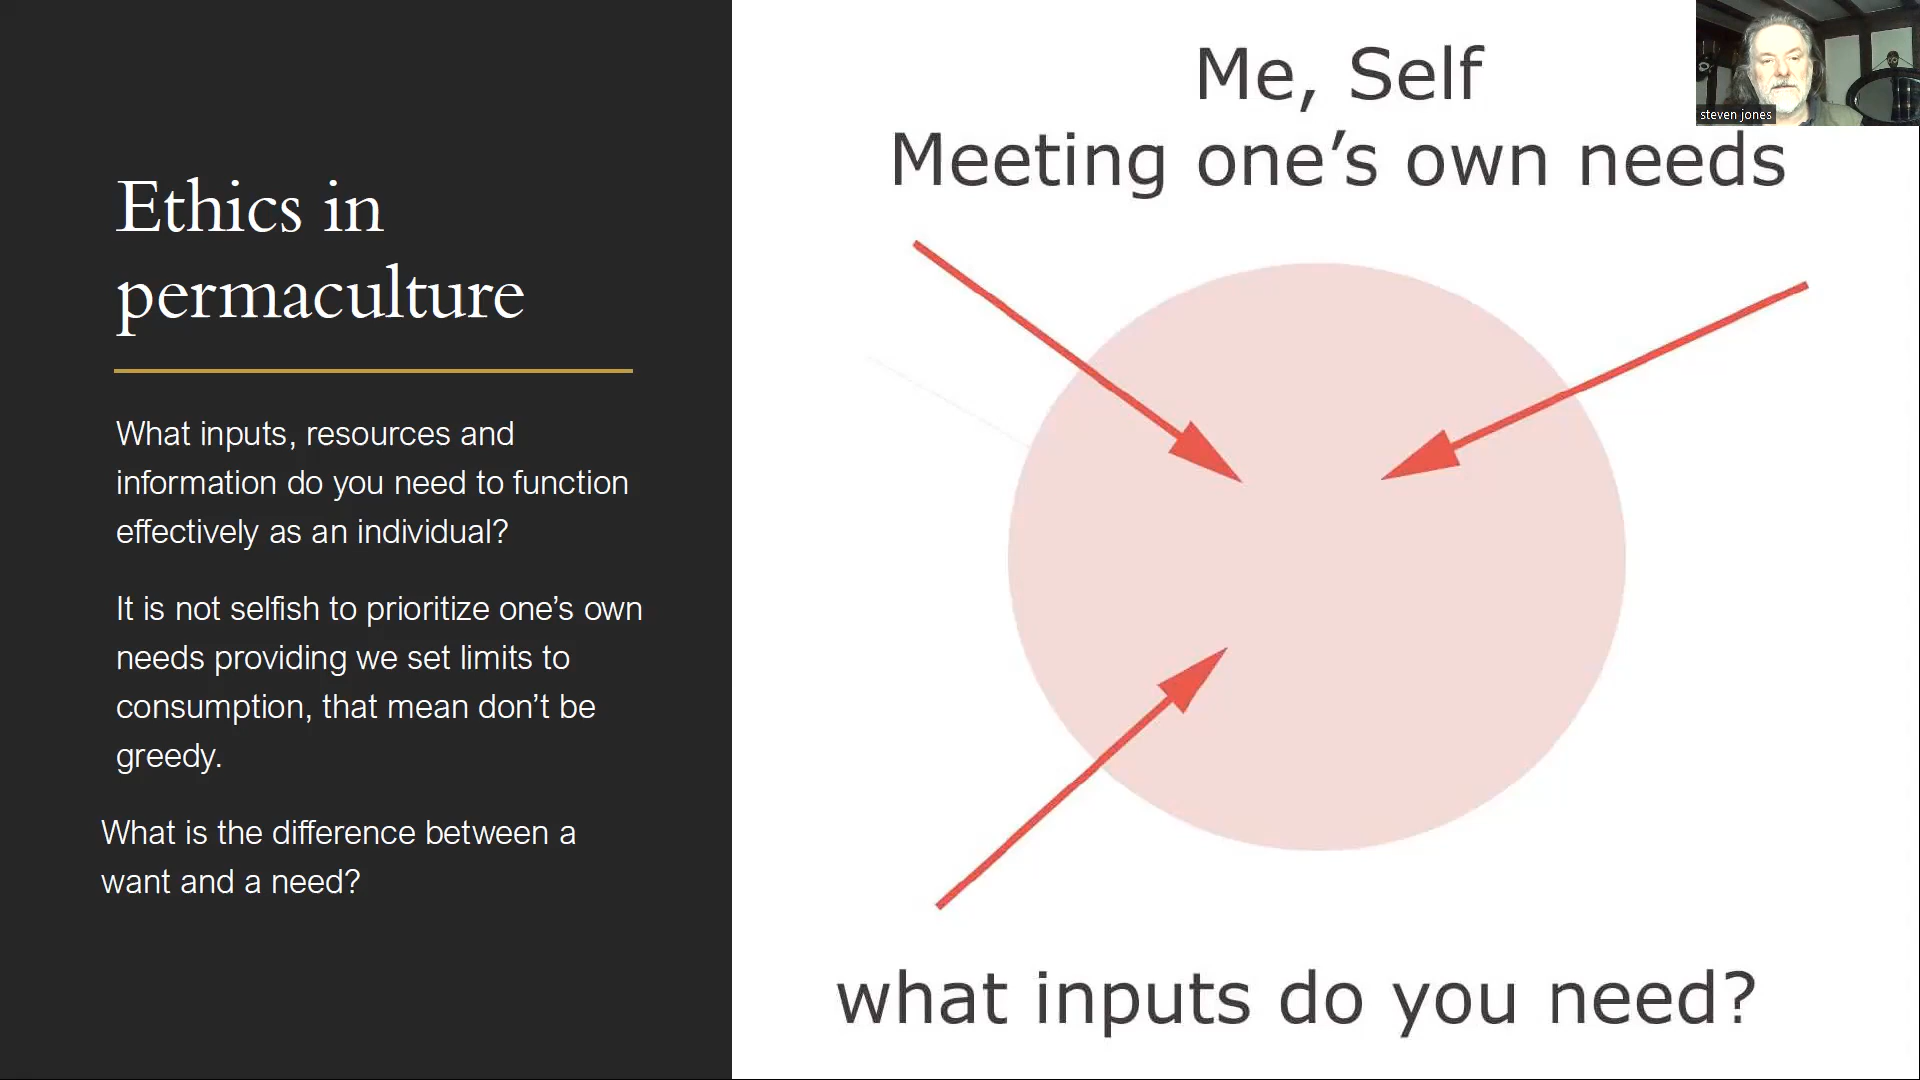 Ethics in
permaculture
What inputs, resources and
information do you need to function
effectively as an individual?
It is not selfish to prioritize one’s own
needs providing we set limits to
consumption, that mean don’t be
greedy.
What is the difference between a
want and a need?
Me, Self
Meeting one’s own needs
what inputs do you need?
steven jones